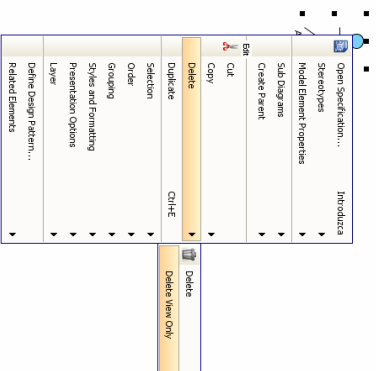 Open Specification... Introduzca
Stereotypes
Model Element Properties
Sub Diagrams
Create Parent
Edit
Cut
Copy
Delete
Duplicate Ctrl+E
Selection
Order
Grouping
Styles and Formatting
Presentation Options
Layer
Define Design Pattern...
Related Elements
Delete
Delete View Only